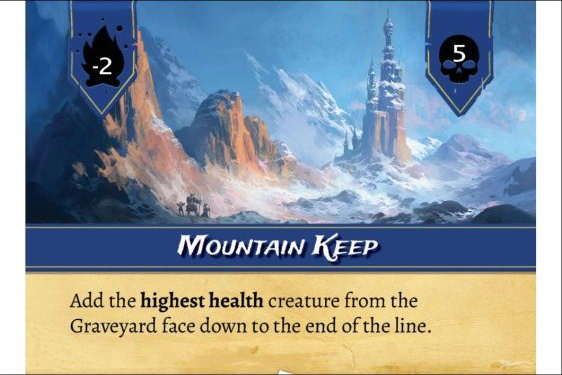 -2
5
Mountain Keep
Add the highest health creature from the
Graveyard face down to the end of the line.